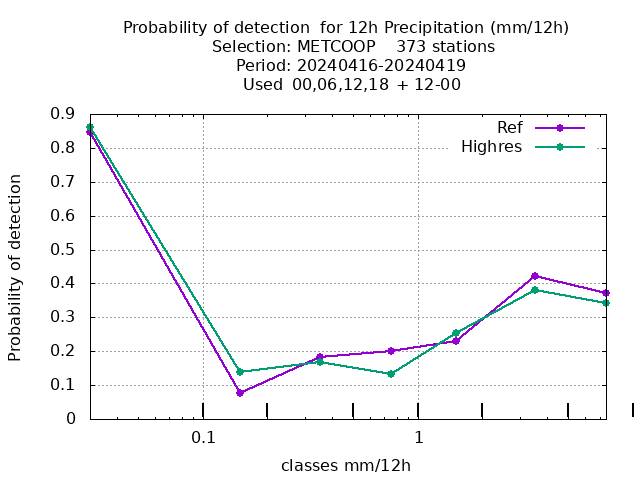 Probability of detection  for 12h Precipitation (mm/12h)
Selection: METCOOP    373 stations
Period: 20240416-20240419
Used  00,06,12,18  + 12-00
Ref
Highres
0.9
0.8
0.7
0.6
0.5
0.4
0.3
0.2
0.1
0
Probability of detection
0.1
1
classes mm/12h